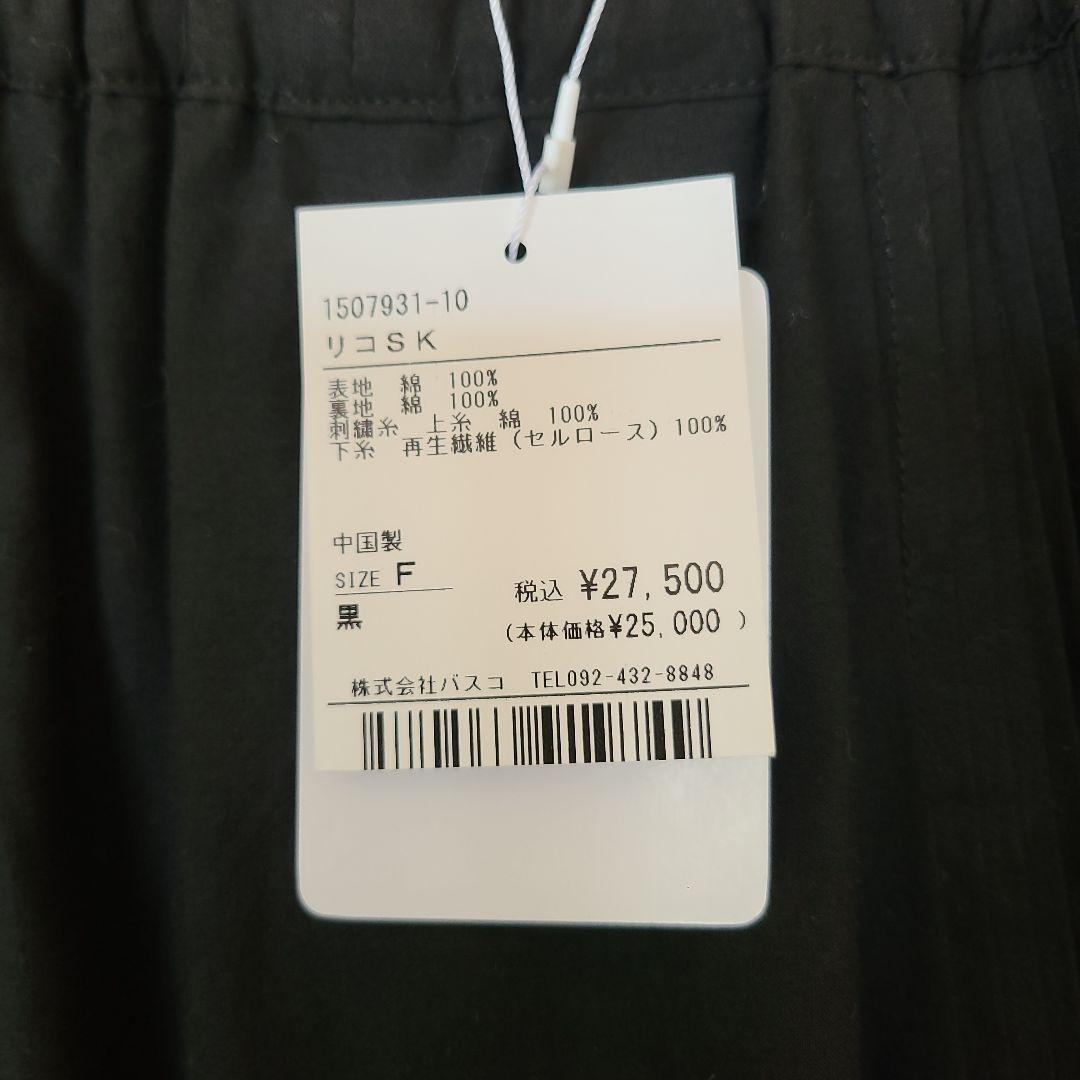 1507931-10
リコSK
表地 綿 100%
裏地 綿 100%
刺繍糸 上糸 綿 100%
下糸 再生繊維(セルロース)100%
中国製
SIZE F
黒
税込 ¥27,500
(本体価格¥25,000 )
株式会社バスコ TEL092-432-8848